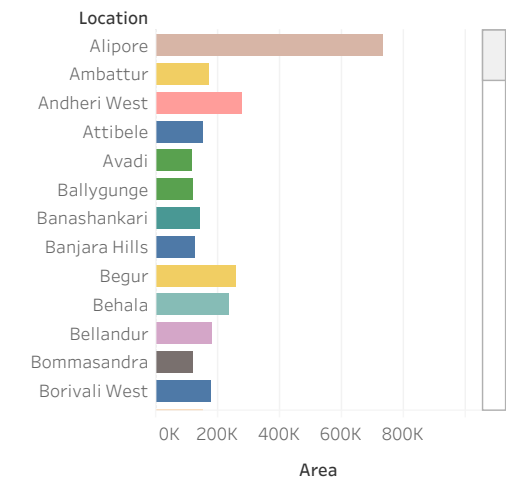 Location
Alipore
Ambattur
Andheri West
Attibele
Avadi
Ballygunge
Banashankari
Banjara Hills
Begur
Behala
Bellandur
Bommasandra
Borivali West
0K 200K 400K 600K 800K
Area